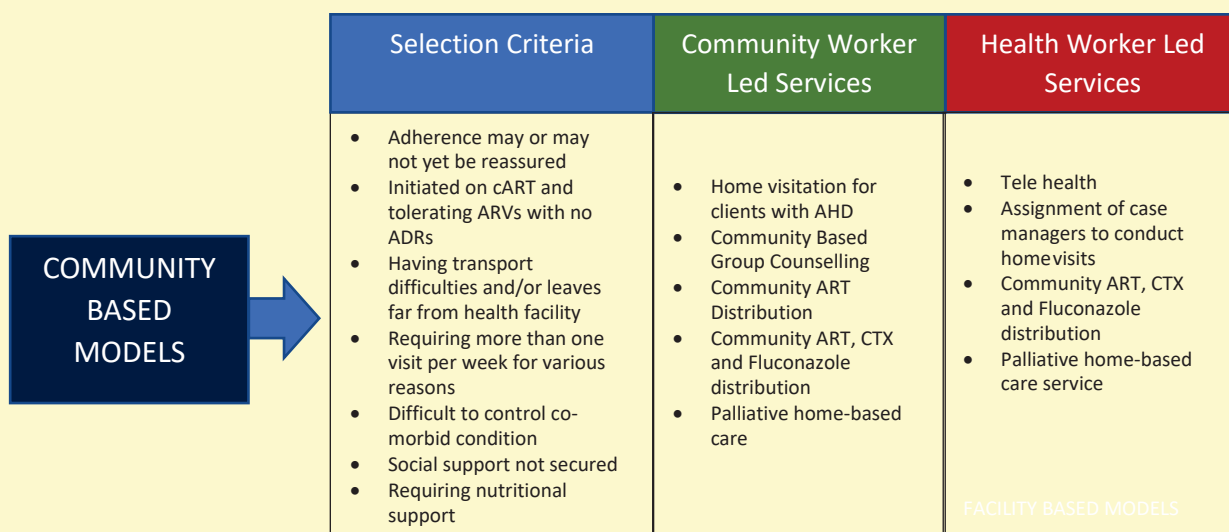 COMMUNITY
BASED
MODELS
Selection Criteria
• Adherence may or may
not yet be reassured
• Initiated on cART and
tolerating ARVs with no
ADRs
• Having transport
difficulties and/or leaves
far from health facility
• Requiring more than one
visit per week for various
reasons
• Difficult to control co-
morbid condition
• Social support not secured
• Requiring nutritional
support
Community Worker
Led Services
• Home visitation for
clients with AHD
• Community Based
Group Counselling
• Community ART
Distribution
• Community ART, CTX
and Fluconazole
distribution
• Palliative home-based
care
Health Worker Led
Services
• Tele health
• Assignment of case
managers to conduct
homevisits
• Community ART, CTX
and Fluconazole
distribution
• Palliative home-based
care service
FACILITY BASED MODELS